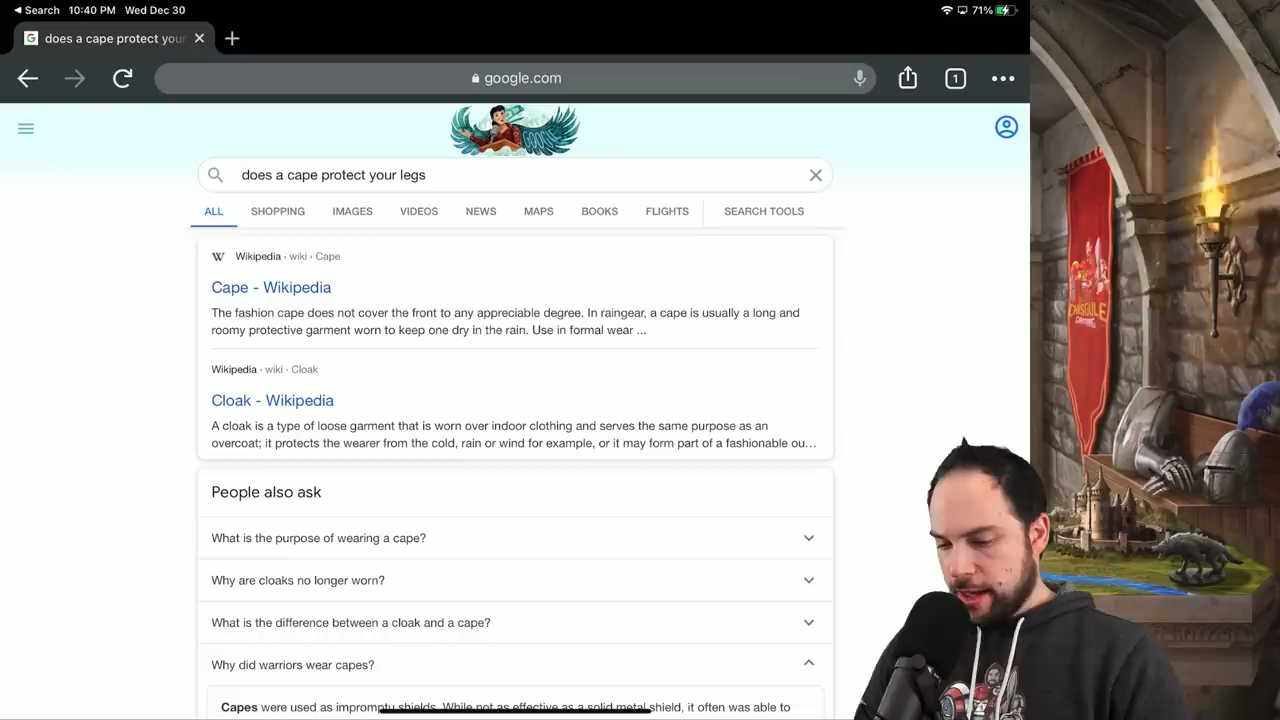 Search 10:40 PM Wed Dec 30 71%
does a cape protect your
google.com
1
does a cape protect your legs
ALL SHOPPING IMAGES VIDEOS NEWS MAPS BOOKS FLIGHTS SEARCH TOOLS
W Wikipedia · wiki › Cape
Cape - Wikipedia
The fashion cape does not cover the front to any appreciable degree. In raingear, a cape is usually a long and
roomy protective garment worn to keep one dry in the rain. Use in formal wear ...
Wikipedia · wiki › Cloak
Cloak - Wikipedia
A cloak is a type of loose garment that is worn over indoor clothing and serves the same purpose as an
overcoat; it protects the wearer from the cold, rain or wind for example, or it may form part of a fashionable ou...
People also ask
What is the purpose of wearing a cape?
Why are cloaks no longer worn?
What is the difference between a cloak and a cape?
Why did warriors wear capes?
Capes were used as impromptu shields. While not as effective as a solid metal shield, it often was able to
CHISGULE
GAMING